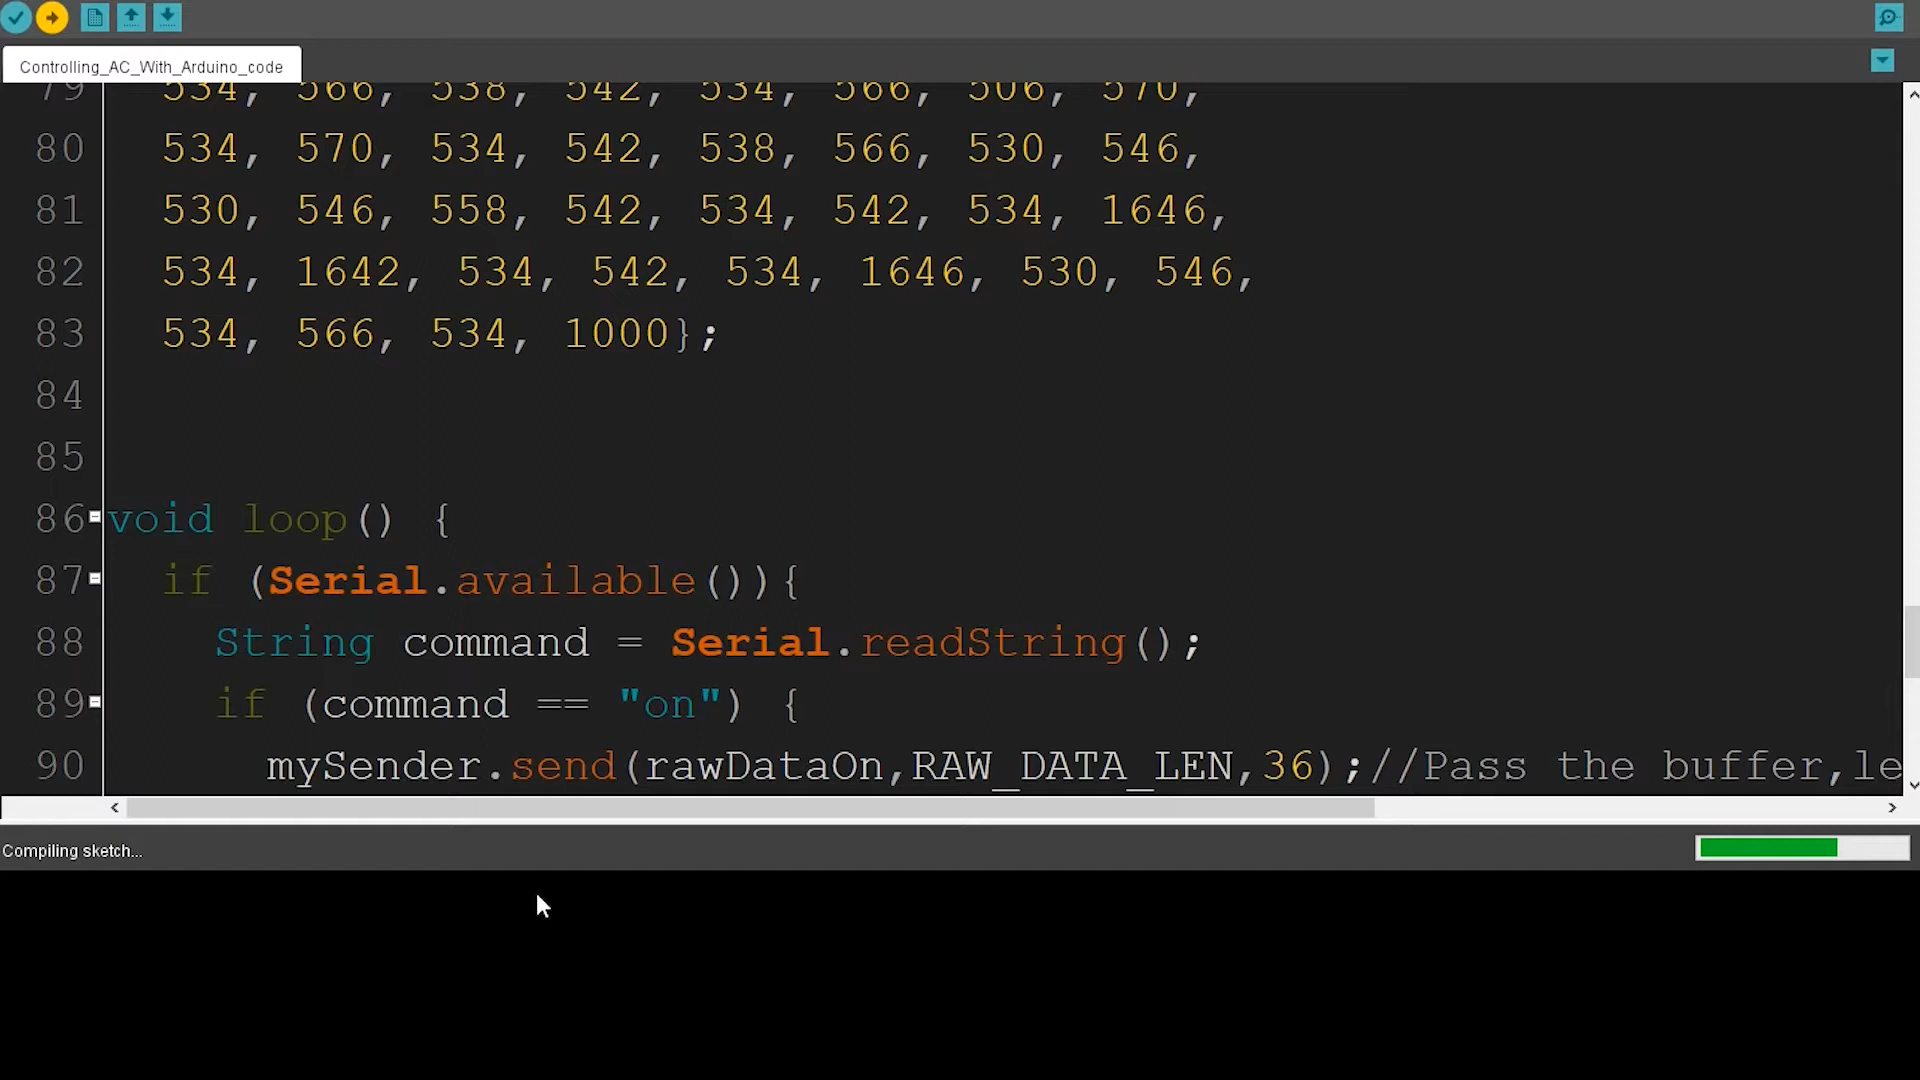 Controlling_AC_With_Arduino_code
79 534, 566, 538, 542, 534, 566, 506, 570,
80 534, 570, 534, 542, 538, 566, 530, 546,
81 530, 546, 558, 542, 534, 542, 534, 1646,
82 534, 1642, 534, 542, 534, 1646, 530, 546,
83 534, 566, 534, 1000};
84
85
86 void loop() {
87 if (Serial.available()){
88 String command = Serial.readString();
89 if (command == "on") {
90 mySender.send(rawDataOn,RAW_DATA_LEN,36);//Pass the buffer,le
Compiling sketch...